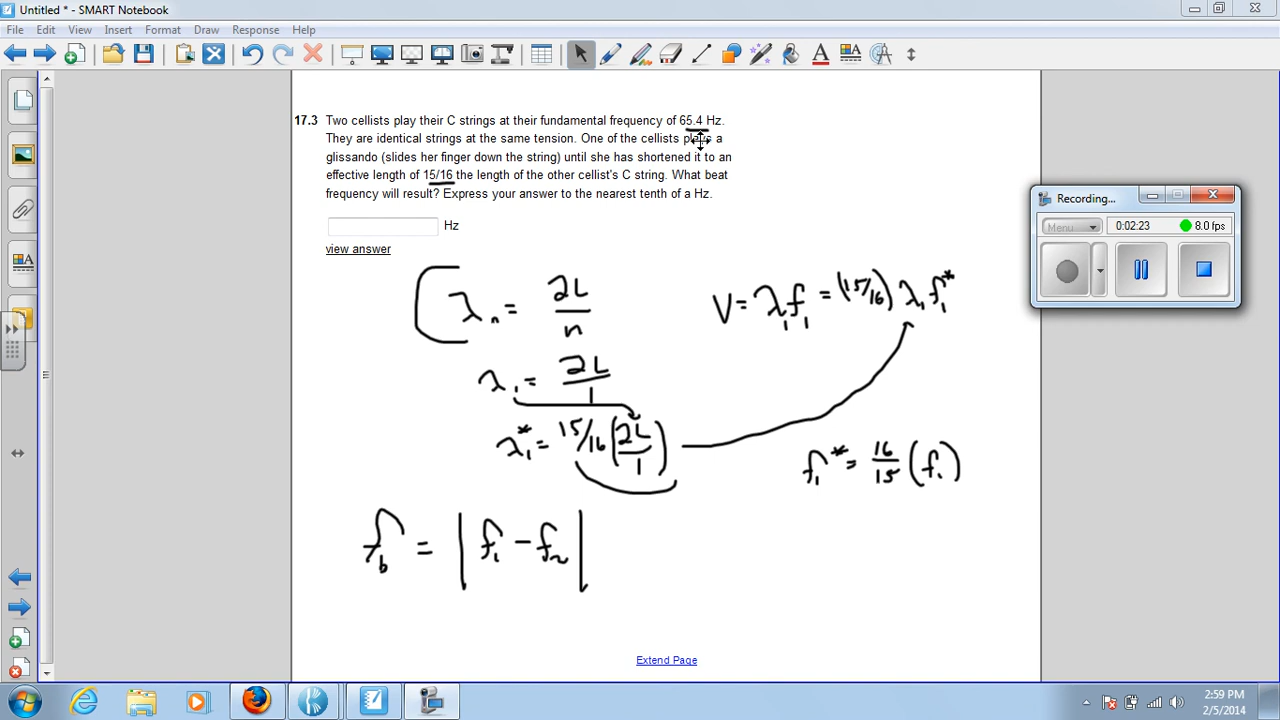 Untitled * - SMART Notebook
File Edit View Insert Format Draw Response Help
17.3 Two cellists play their C strings at their fundamental frequency of 65.4 Hz.
They are identical strings at the same tension. One of the cellists plays a
glissando (slides her finger down the string) until she has shortened it to an
effective length of 15/16 the length of the other cellist's C string. What beat
frequency will result? Express your answer to the nearest tenth of a Hz.
Hz
view answer
λn = 2L/n
V = λ1 f1 = (15/16) λ1 f1*
λ1 = 2L/1
λ1* = 15/16 (2L/1)
f1* = 16/15 (f1)
fb = | f1 - f2 |
Extend Page
Recording...
Menu
0:02:23
8.0 fps
2:59 PM
2/5/2014